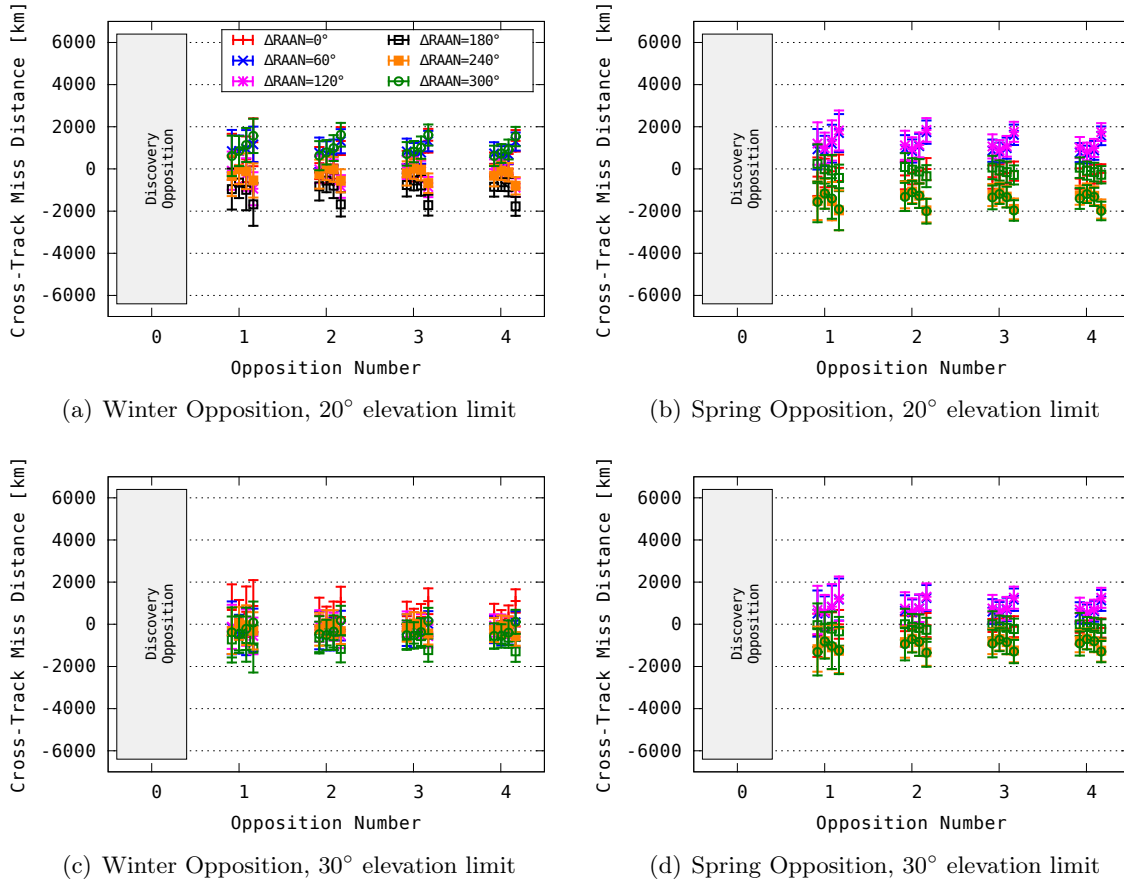 Cross-Track Miss Distance [km]
6000
4000
2000
0
-2000
-4000
-6000
Discovery
Opposition
ΔRAAN=0°
ΔRAAN=60°
ΔRAAN=120°
ΔRAAN=180°
ΔRAAN=240°
ΔRAAN=300°
0 1 2 3 4
Opposition Number
(a) Winter Opposition, 20° elevation limit
Cross-Track Miss Distance [km]
6000
4000
2000
0
-2000
-4000
-6000
Discovery
Opposition
0 1 2 3 4
Opposition Number
(b) Spring Opposition, 20° elevation limit
Cross-Track Miss Distance [km]
6000
4000
2000
0
-2000
-4000
-6000
Discovery
Opposition
0 1 2 3 4
Opposition Number
(c) Winter Opposition, 30° elevation limit
Cross-Track Miss Distance [km]
6000
4000
2000
0
-2000
-4000
-6000
Discovery
Opposition
0 1 2 3 4
Opposition Number
(d) Spring Opposition, 30° elevation limit